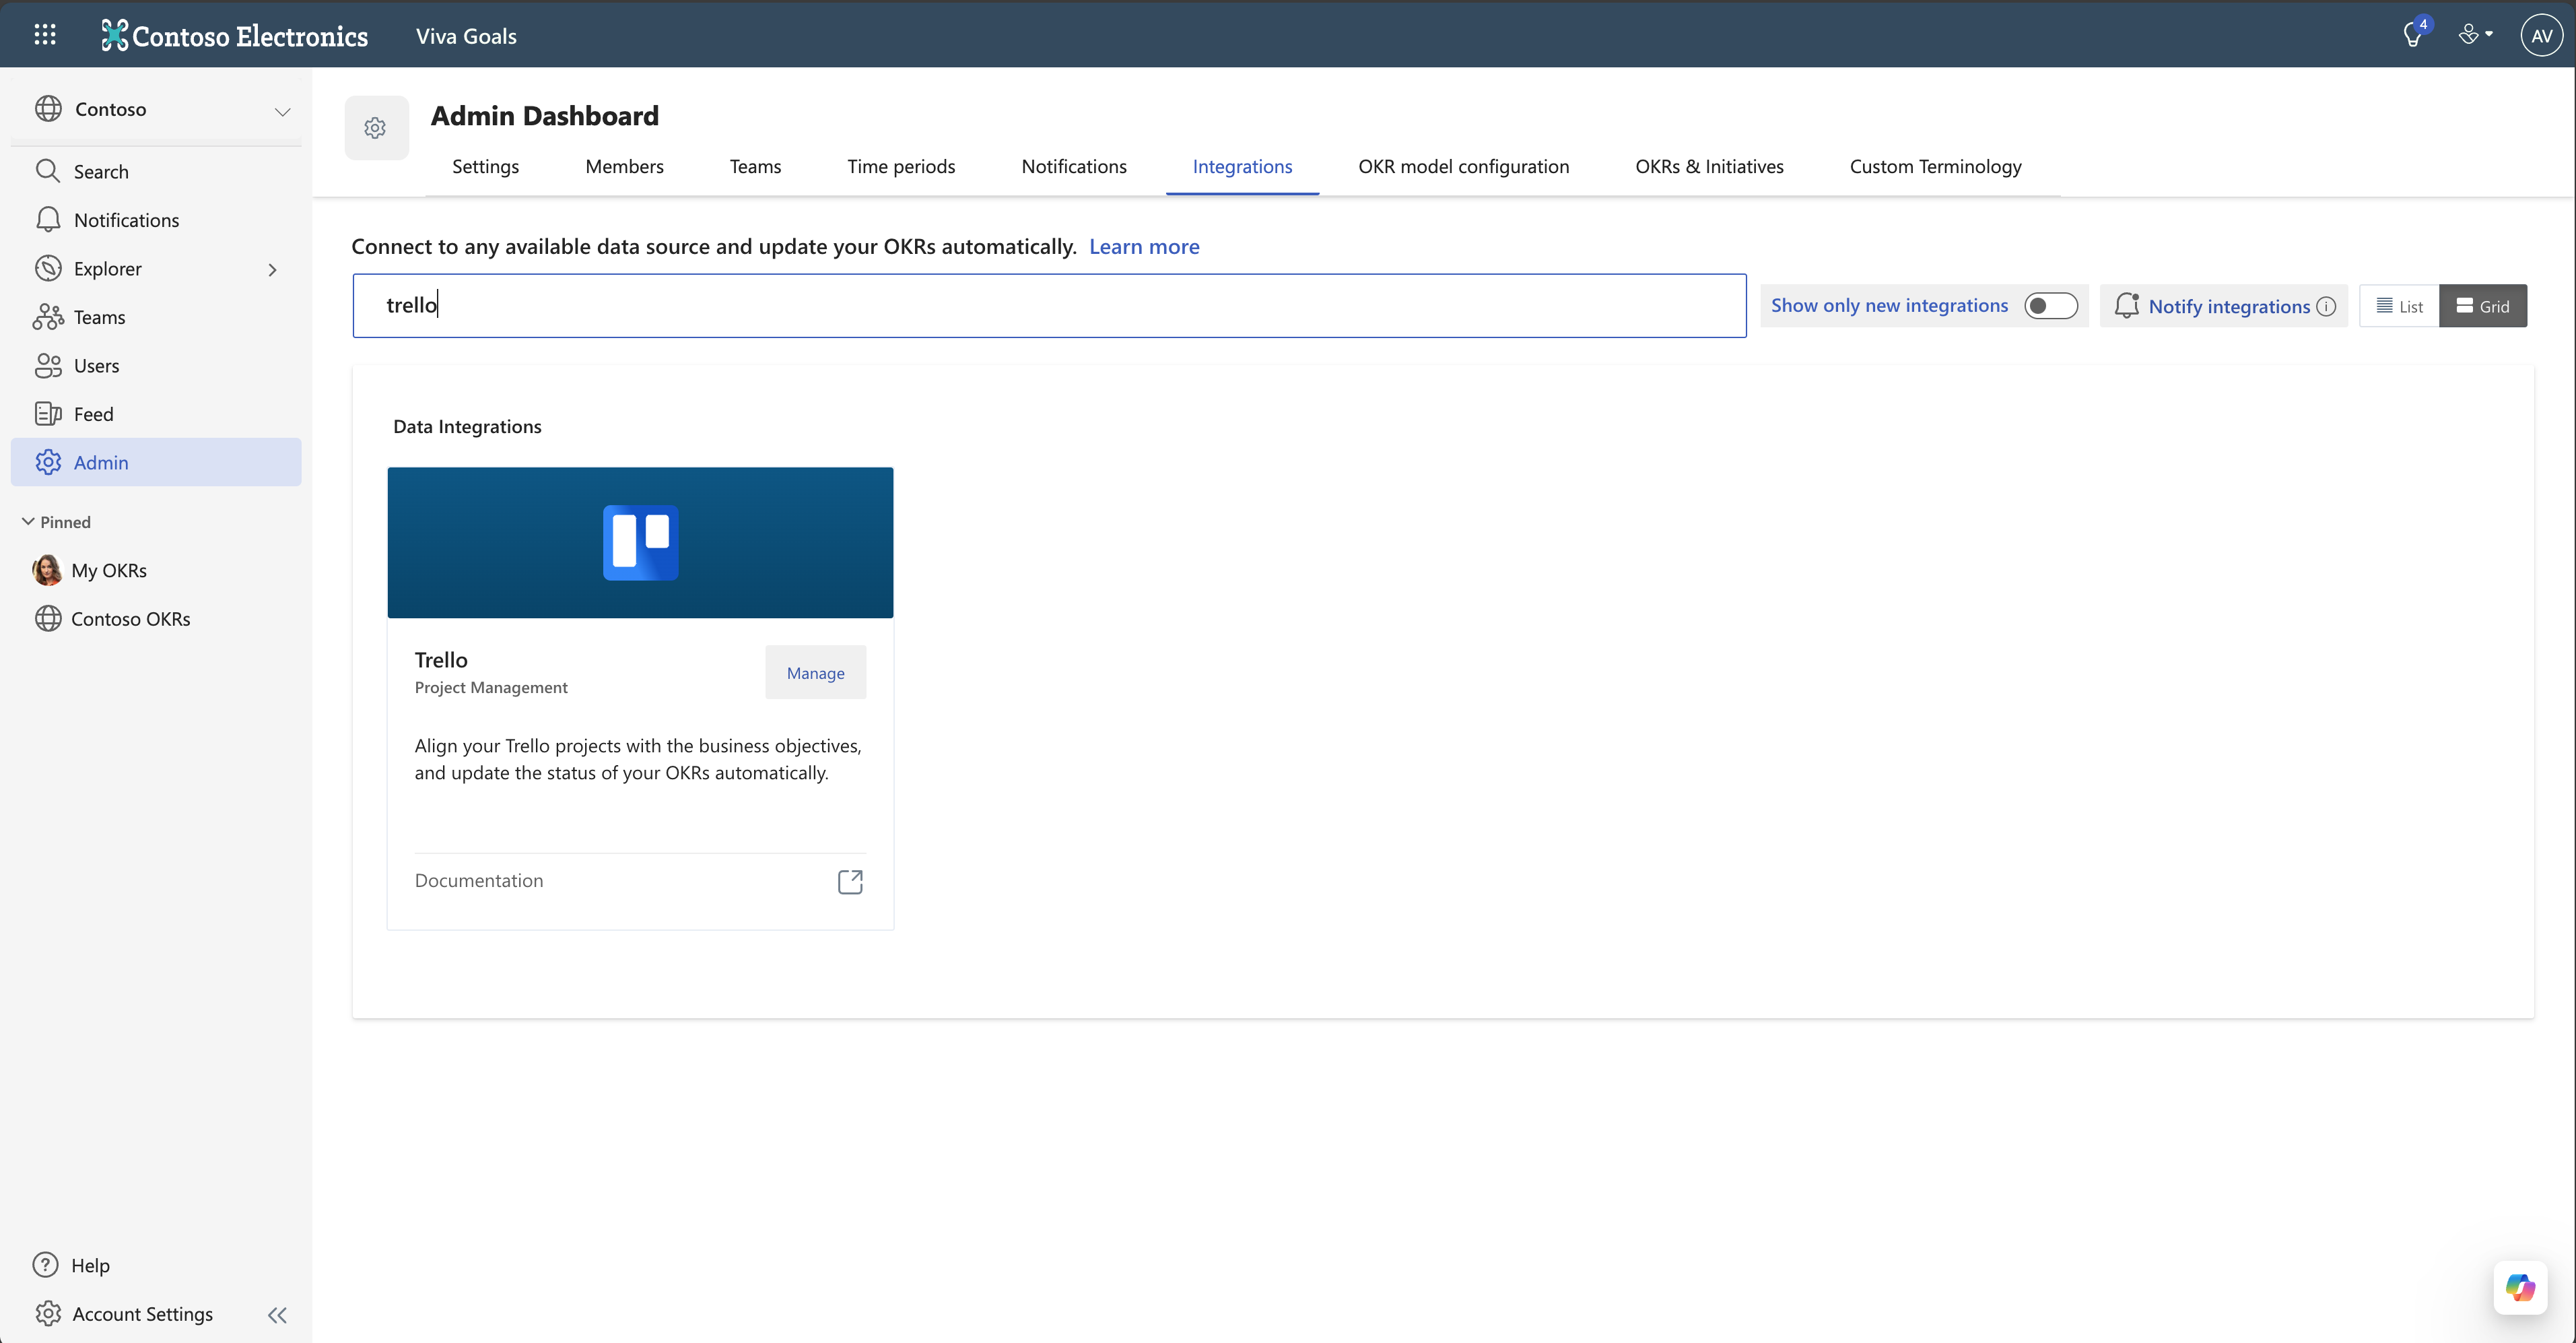 Contoso Electronics
Viva Goals
4
AV
Contoso
Search
Notifications
Explorer
Teams
Users
Feed
Admin
Pinned
My OKRs
Contoso OKRs
Help
Account Settings
Admin Dashboard
Settings
Members
Teams
Time periods
Notifications
Integrations
OKR model configuration
OKRs & Initiatives
Custom Terminology
Connect to any available data source and update your OKRs automatically. Learn more
trello
Show only new integrations
Notify integrations
List
Grid
Data Integrations
Trello
Project Management
Manage
Align your Trello projects with the business objectives,
and update the status of your OKRs automatically.
Documentation